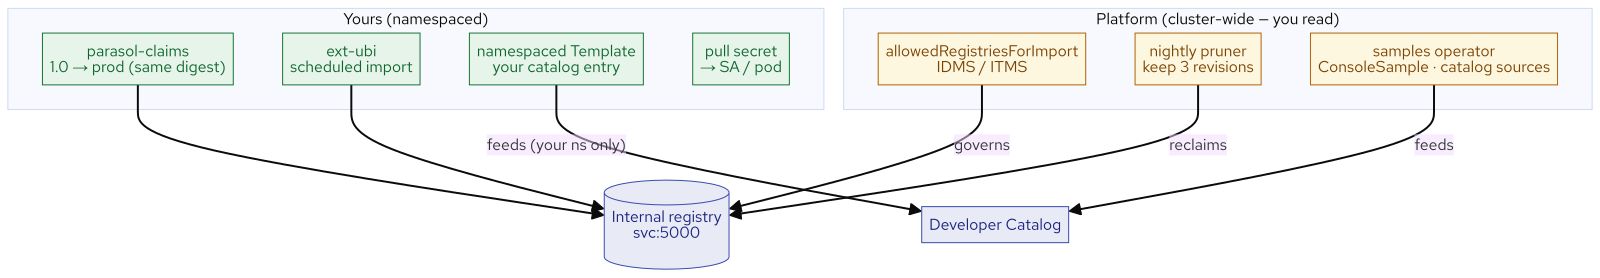 Yours (namespaced)
Platform (cluster-wide – you read)
parasol-claims
1.0 → prod (same digest)
ext-ubi
scheduled import
namespaced Template
your catalog entry
pull secret
→ SA / pod
allowedRegistriesForImport
IDMS / ITMS
nightly pruner
keep 3 revisions
samples operator
ConsoleSample · catalog sources
feeds (your ns only)
governs
reclaims
feeds
Internal registry
svc:5000
Developer Catalog